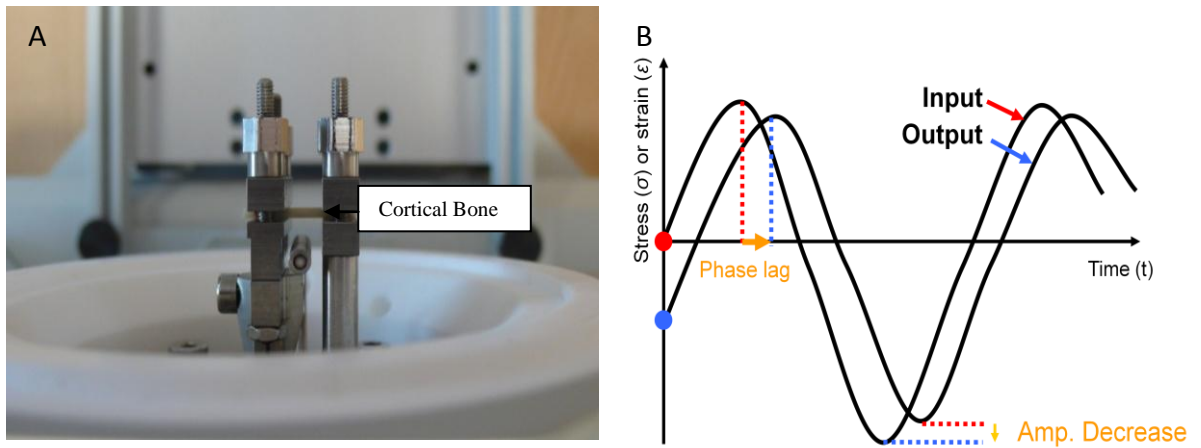 A
Cortical Bone
B
Stress (σ) or strain (ε)
Input
Output
Phase lag
Time (t)
Amp. Decrease